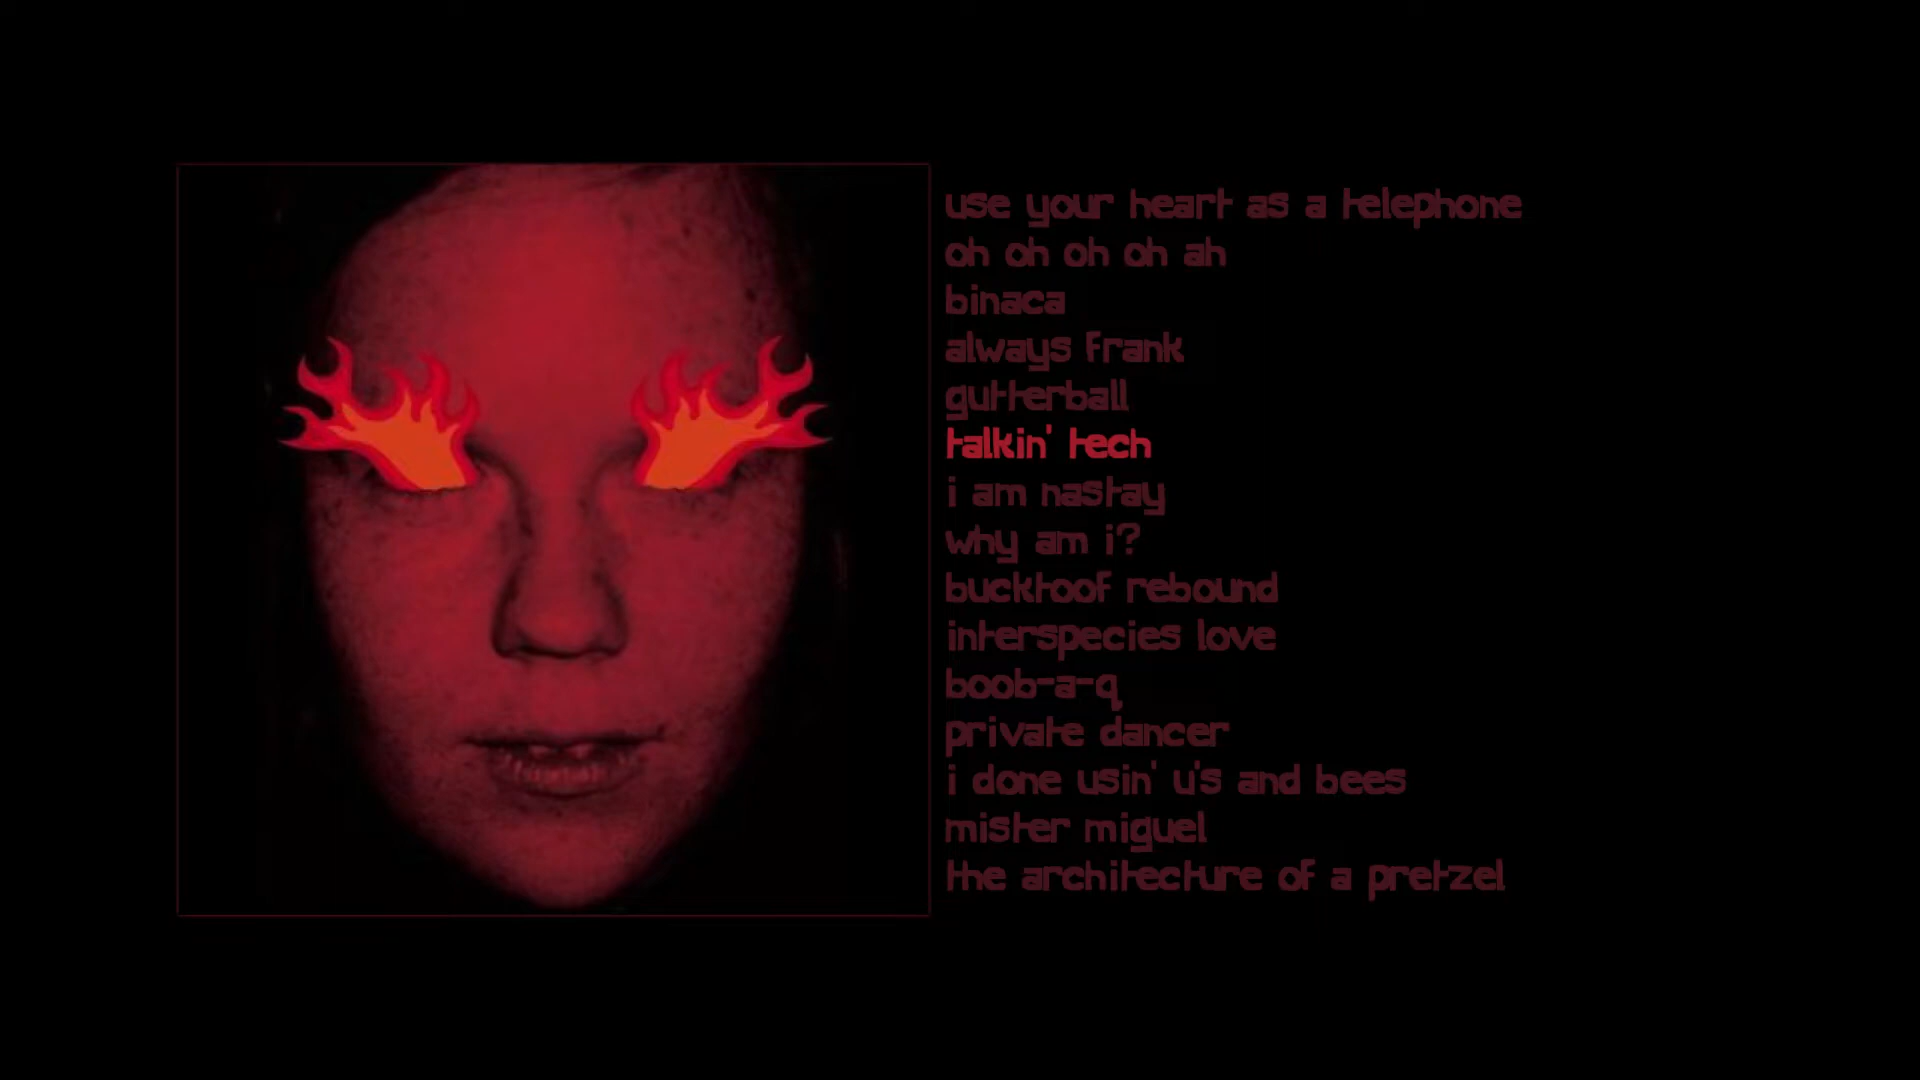 use your heart as a telephone
oh oh oh oh ah
binaca
always frank
gutterball
talkin' tech
i am nastay
why am i?
bucktoof rebound
interspecies love
boob-a-q
private dancer
i done usin' u's and bees
mister miguel
the architecture of a pretzel